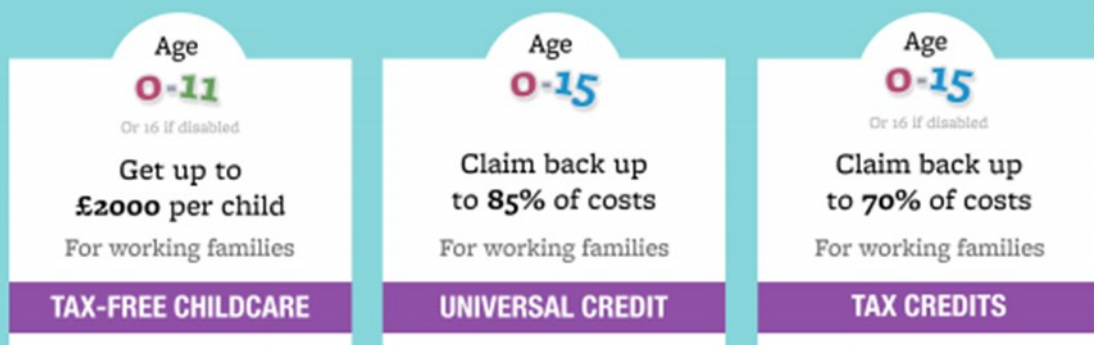 Age
0-11
Or 16 if disabled
Get up to
£2000 per child
For working families
TAX-FREE CHILDCARE
Age
0-15
Claim back up
to 85% of costs
For working families
UNIVERSAL CREDIT
Age
0-15
Or 16 if disabled
Claim back up
to 70% of costs
For working families
TAX CREDITS